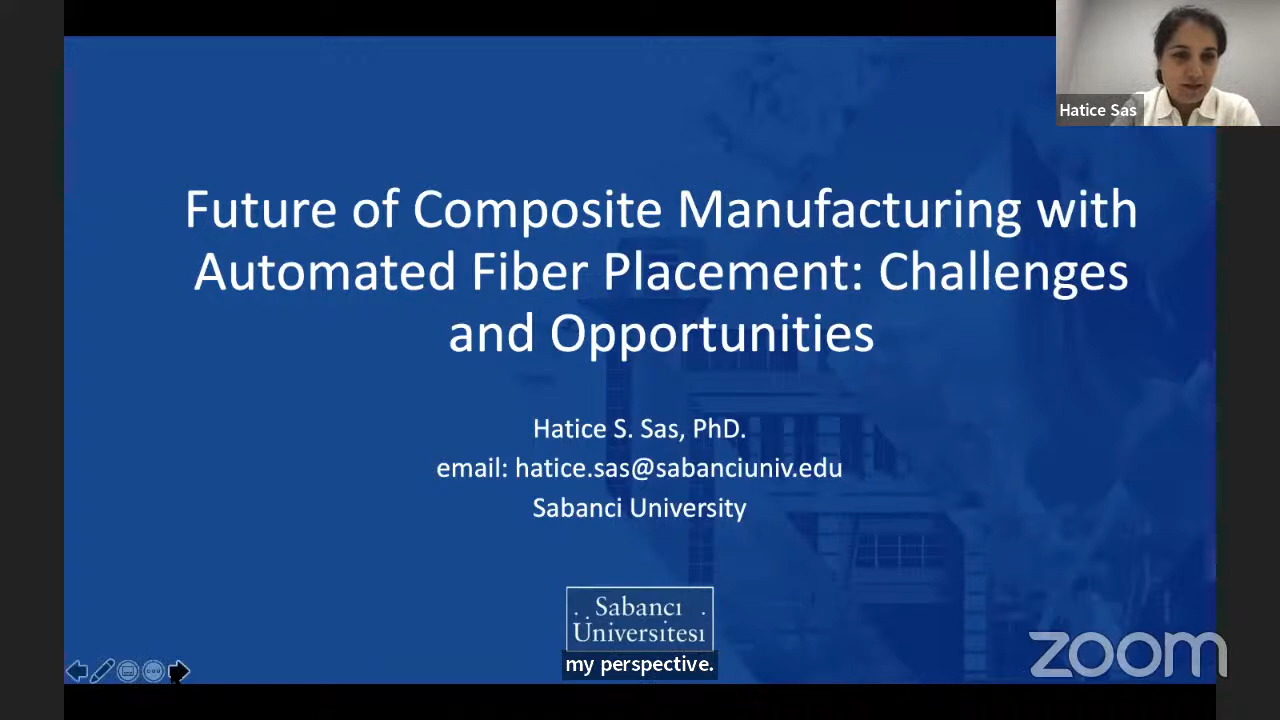 Hatice Sas
Future of Composite Manufacturing with
Automated Fiber Placement: Challenges
and Opportunities
Hatice S. Sas, PhD.
email: hatice.sas@sabanciuniv.edu
Sabanci University
Sabancı
Üniversitesi
my perspective.
zoom